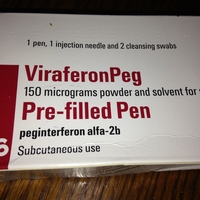 1 pen, 1 injection needle and 2 cleansing swabs
ViraferonPeg
150 micrograms powder and solvent for
Pre-filled Pen
peginterferon alfa-2b
6
Subcutaneous use